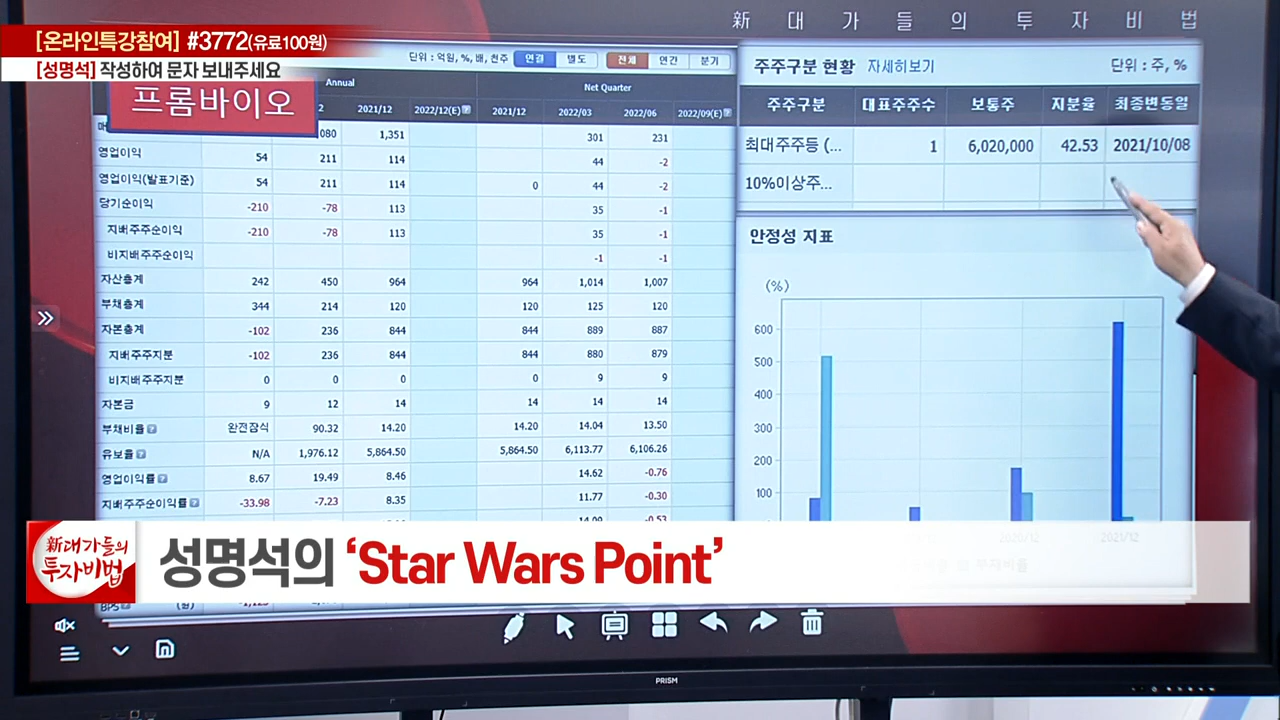 新 대 가 들 의 투 자 비 법
[온라인특강참여] #3772(유료100원)
[성명석] 작성하여 문자 보내주세요
프롬바이오
단위 : 억원, %, 배, 천주 연결 별도 전체 연간 분기
Annual Net Quarter
2021/12 2022/12(E) 2021/12 2022/03 2022/06 2022/09(E)
080 1,351 301 231
영업이익 54 211 114 44 -2
영업이익(발표기준) 54 211 114 0 44 -2
당기순이익 -210 -78 113 35 -1
지배주주순이익 -210 -78 113 35 -1
비지배주주순이익 -1 -1
자산총계 242 450 964 964 1,014 1,007
부채총계 344 214 120 120 125 120
자본총계 -102 236 844 844 889 887
지배주주지분 -102 236 844 844 880 879
비지배주주지분 0 0 0 0 9 9
자본금 9 12 14 14 14 14
부채비율 완전잠식 90.32 14.20 14.20 14.04 13.50
유보율 N/A 1,976.12 5,864.50 5,864.50 6,113.77 6,106.26
영업이익률 8.67 19.49 8.46 14.62 -0.76
지배주주순이익률 -33.98 -7.23 8.35 11.77 -0.30
주주구분 현황 자세히보기 단위 : 주, %
주주구분 대표주주수 보통주 지분율 최종변동일
최대주주등 (... 1 6,020,000 42.53 2021/10/08
10%이상주...
안정성 지표
(%)
600
500
400
300
200
100
新대가들의
투자비법
성명석의 ‘Star Wars Point’
BPS (원)
PRISM